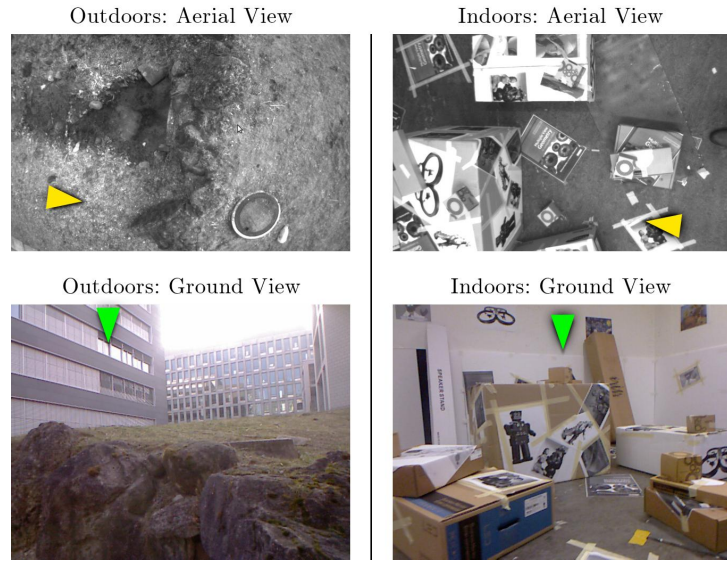 Outdoors: Aerial View
Indoors: Aerial View
Outdoors: Ground View
Indoors: Ground View
SPEAKER STAND